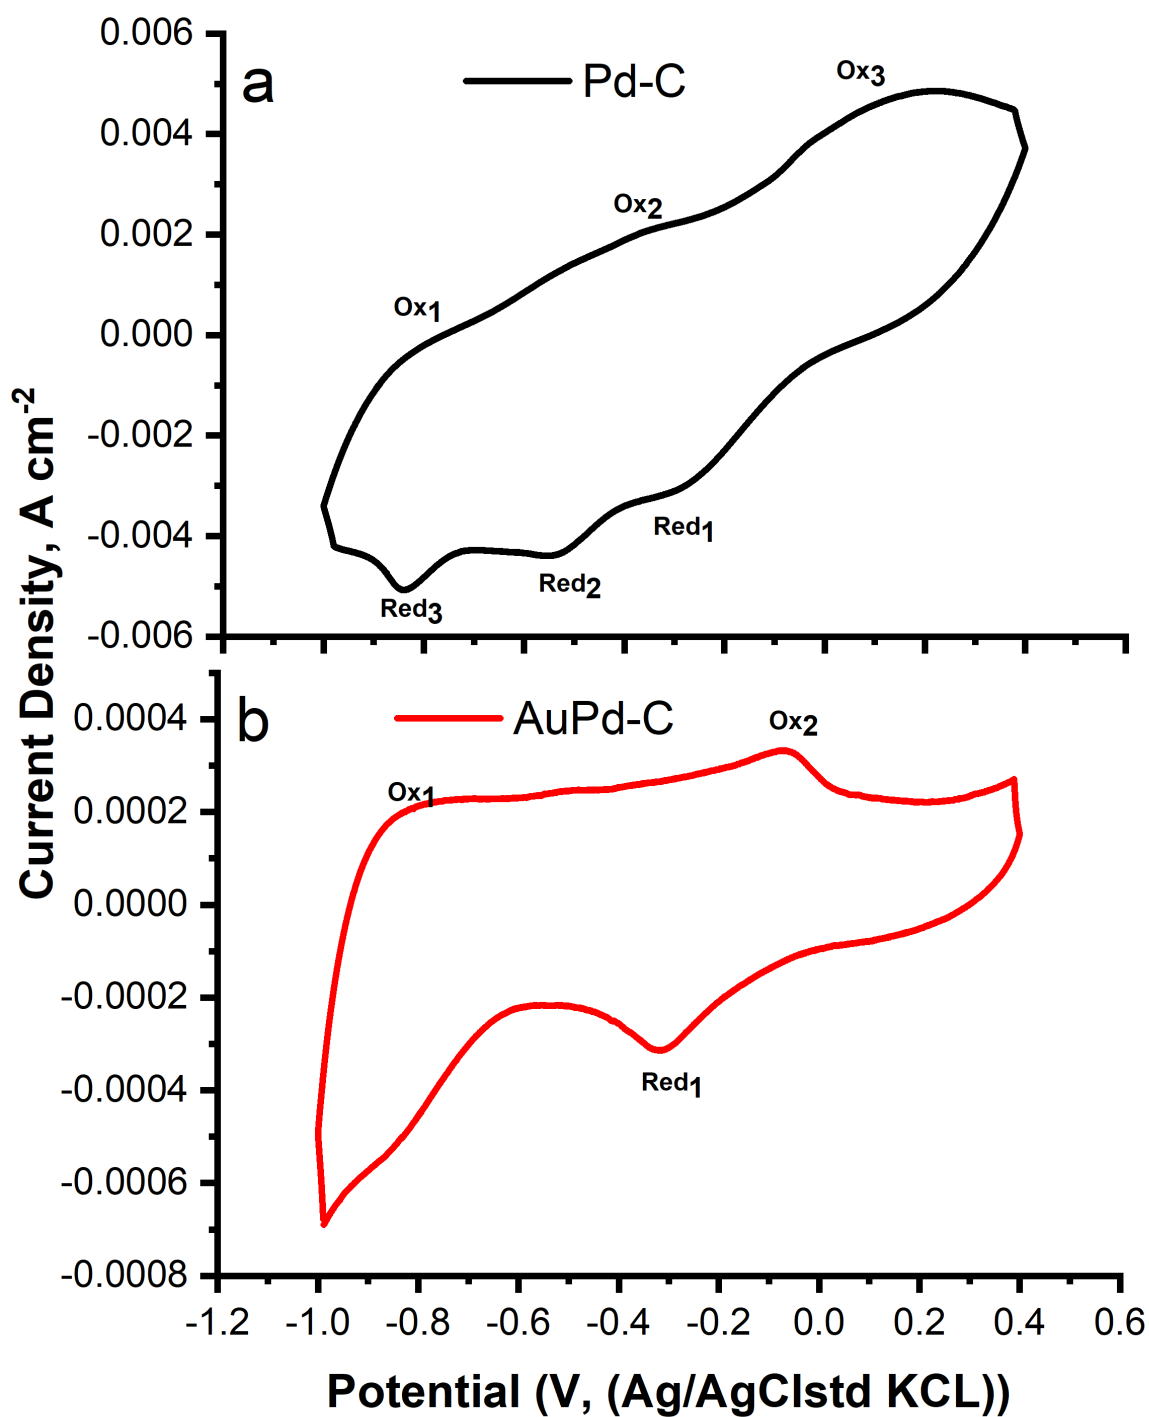 0.006
a
Pd-C
Ox3
0.004
Ox2
0.002
Ox1
0.000
-0.002
Red1
-0.004
Red2
Red3
-0.006
Current Density, A cm-2
b
AuPd-C
0.0004
Ox2
Ox1
0.0002
0.0000
-0.0002
Red1
-0.0004
-0.0006
-0.0008
-1.2 -1.0 -0.8 -0.6 -0.4 -0.2 0.0 0.2 0.4 0.6
Potential (V, (Ag/AgClstd KCL))